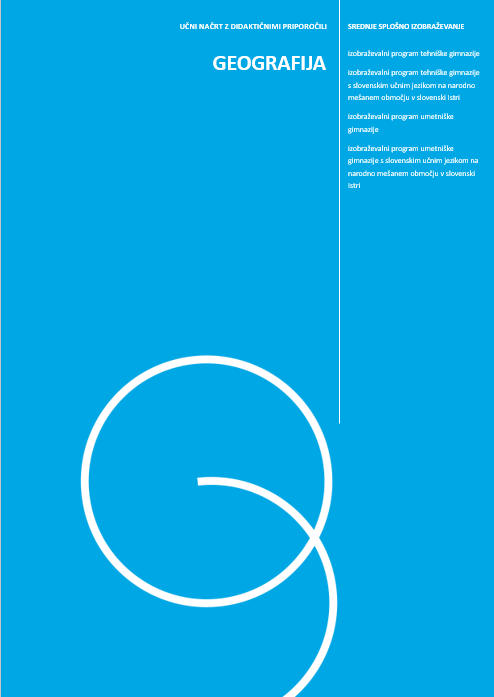 UČNI NAČRT Z DIDAKTIČNIMI PRIPOROČILI
GEOGRAFIJA
SREDNJE SPLOŠNO IZOBRAŽEVANJE
izobraževalni program tehniške gimnazije
izobraževalni program tehniške gimnazije
s slovenskim učnim jezikom na narodno
mešanem območju v slovenski Istri
izobraževalni program umetniške
gimnazije
izobraževalni program umetniške
gimnazije s slovenskim učnim jezikom na
narodno mešanem območju v slovenski
Istri